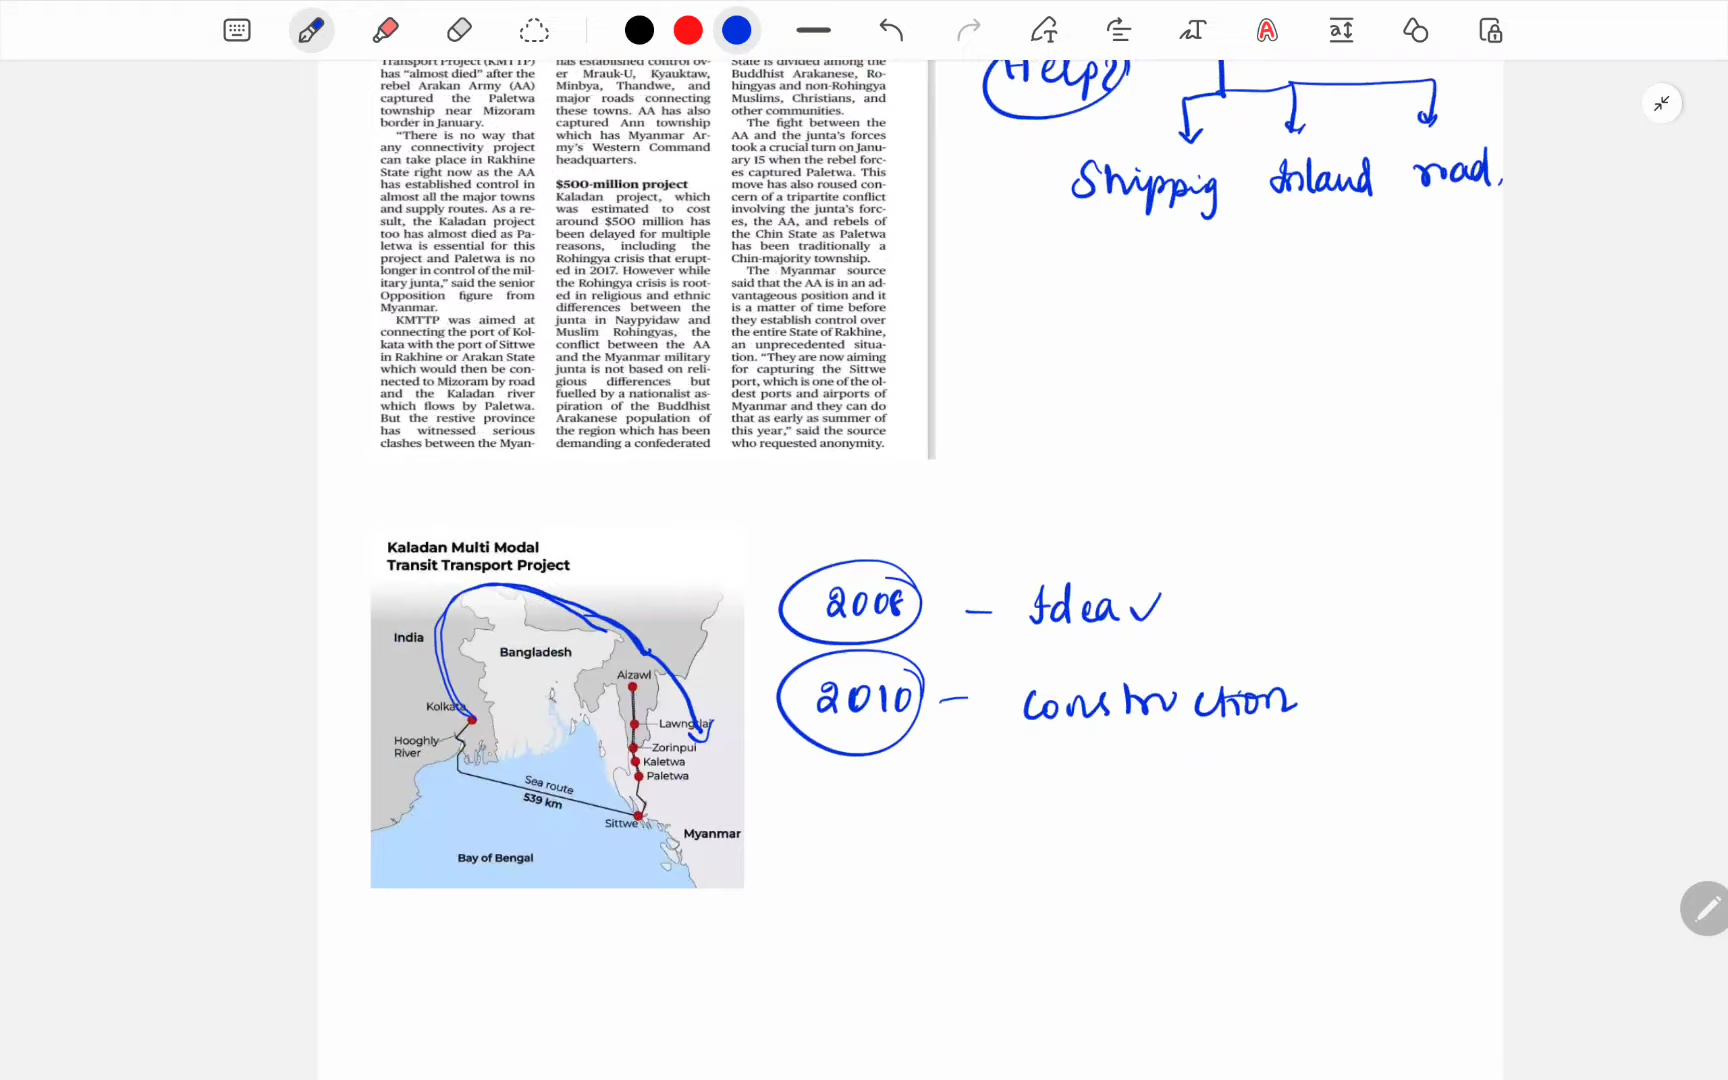 Transport Project (KMTTP)
has "almost died" after the
rebel Arakan Army (AA)
captured the Paletwa
township near Mizoram
border in January.
"There is no way that
any connectivity project
can take place in Rakhine
State right now as the AA
has established control in
almost all the major towns
and supply routes. As a re-
sult, the Kaladan project
too has almost died as Pa-
letwa is essential for this
project and Paletwa is no
longer in control of the mil-
itary junta," said the senior
Opposition figure from
Myanmar.
KMTTP was aimed at
connecting the port of Kol-
kata with the port of Sittwe
in Rakhine or Arakan State
which would then be con-
nected to Mizoram by road
and the Kaladan river
which flows by Paletwa.
But the restive province
has witnessed serious
clashes between the Myan-
has established control ov-
er Mrauk-U, Kyauktaw,
Minbya, Thandwe, and
major roads connecting
these towns. AA has also
captured Ann township
which has Myanmar Ar-
my's Western Command
headquarters.
$500-million project
Kaladan project, which
was estimated to cost
around $500 million has
been delayed for multiple
reasons, including the
Rohingya crisis that erupt-
ed in 2017. However while
the Rohingya crisis is root-
ed in religious and ethnic
differences between the
junta in Naypyidaw and
Muslim Rohingyas, the
conflict between the AA
and the Myanmar military
junta is not based on reli-
gious differences but
fuelled by a nationalist as-
piration of the Buddhist
Arakanese population of
the region which has been
demanding a confederated
State is divided among the
Buddhist Arakanese, Ro-
hingyas and non-Rohingya
Muslims, Christians, and
other communities.
The fight between the
AA and the junta's forces
took a crucial turn on Janu-
ary 15 when the rebel forc-
es captured Paletwa. This
move has also roused con-
cern of a tripartite conflict
involving the junta's forc-
es, the AA, and rebels of
the Chin State as Paletwa
has been traditionally a
Chin-majority township.
The Myanmar source
said that the AA is in an ad-
vantageous position and it
is a matter of time before
they establish control over
the entire State of Rakhine,
an unprecedented situa-
tion. "They are now aiming
for capturing the Sittwe
port, which is one of the ol-
dest ports and airports of
Myanmar and they can do
that as early as summer of
this year," said the source
who requested anonymity.
Help?
Shippig Inland road.
Kaladan Multi Modal
Transit Transport Project
India
Bangladesh
Aizawl
Kolkata
Lawngtlai
Hooghly
River
Zorinpui
Kaletwa
Paletwa
Sea route
539 km
Sittwe
Myanmar
Bay of Bengal
2008 - Idea ✓
2010 - construction